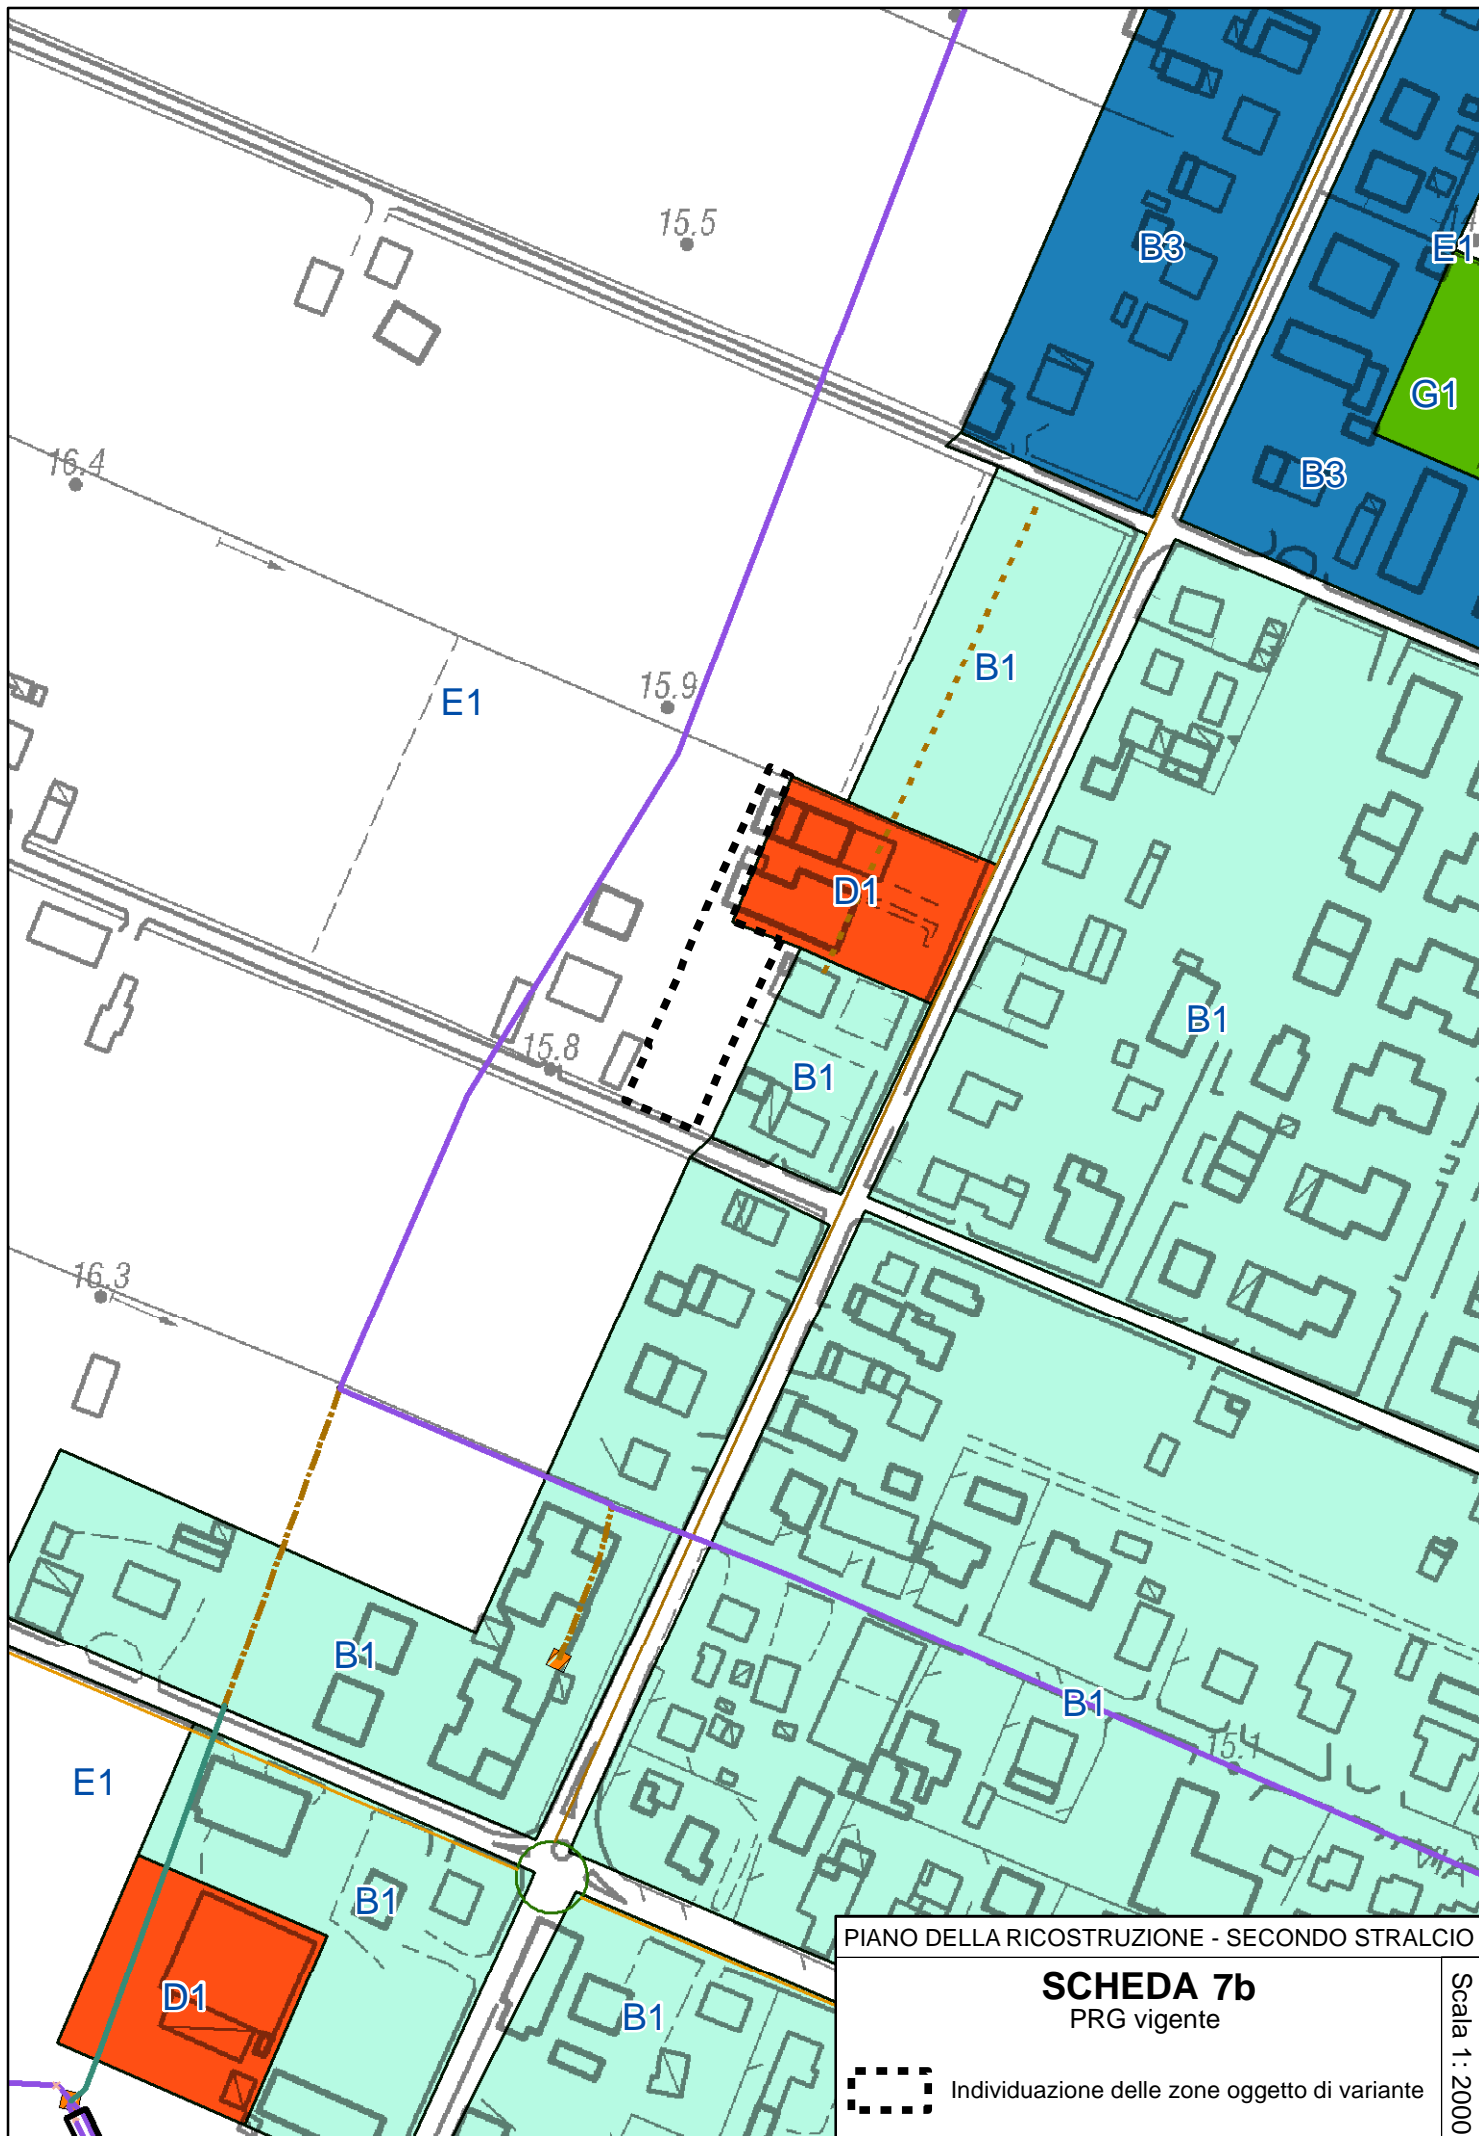 15.5
B3
E1
G1
16.4
B3
B1
15.9
E1
D1
B1
15.8
B1
16.3
B1
B1
15.1
E1
B1
VIA
D1
B1
PIANO DELLA RICOSTRUZIONE - SECONDO STRALCIO
SCHEDA 7b
PRG vigente
Individuazione delle zone oggetto di variante
Scala 1: 2000